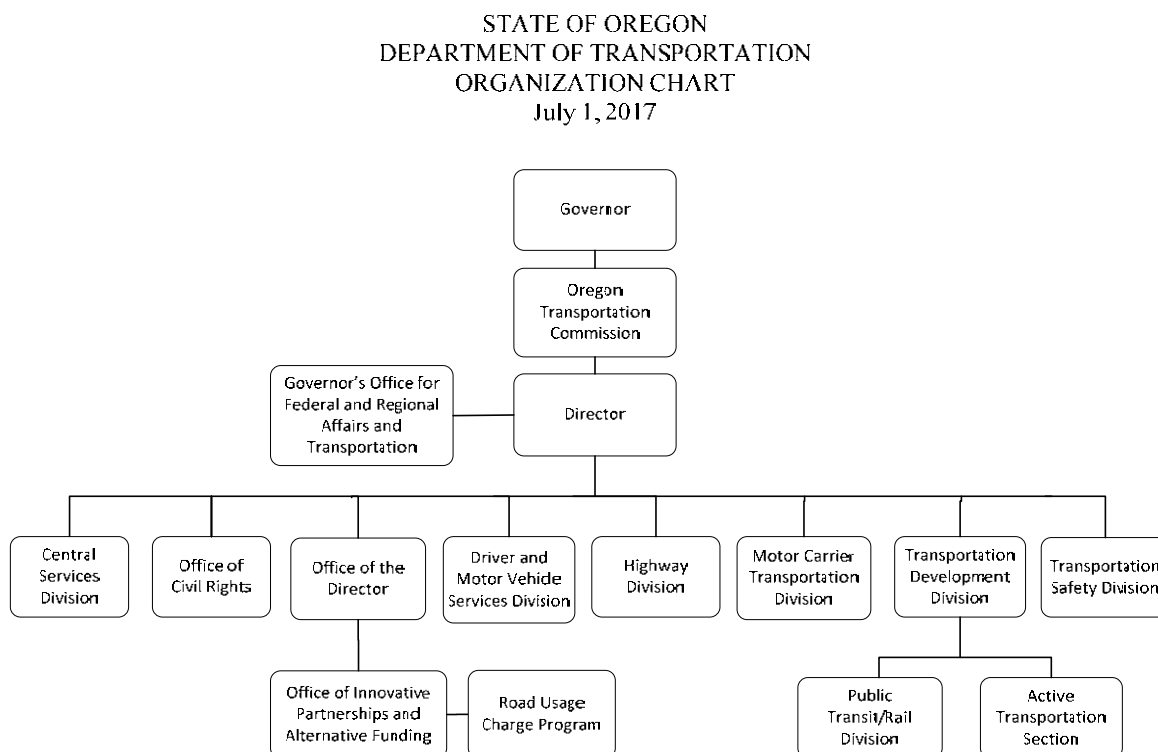 STATE OF OREGON
DEPARTMENT OF TRANSPORTATION
ORGANIZATION CHART
July 1, 2017
Governor
Oregon
Transportation
Commission
Governor's Office for
Federal and Regional
Affairs and
Transportation
Director
Central
Services
Division
Office of
Civil Rights
Office of the
Director
Driver and
Motor Vehicle
Services Division
Highway
Division
Motor Carrier
Transportation
Division
Transportation
Development
Division
Transportation
Safety Division
Office of Innovative
Partnerships and
Alternative Funding
Road Usage
Charge Program
Public
Transit/Rail
Division
Active
Transportation
Section